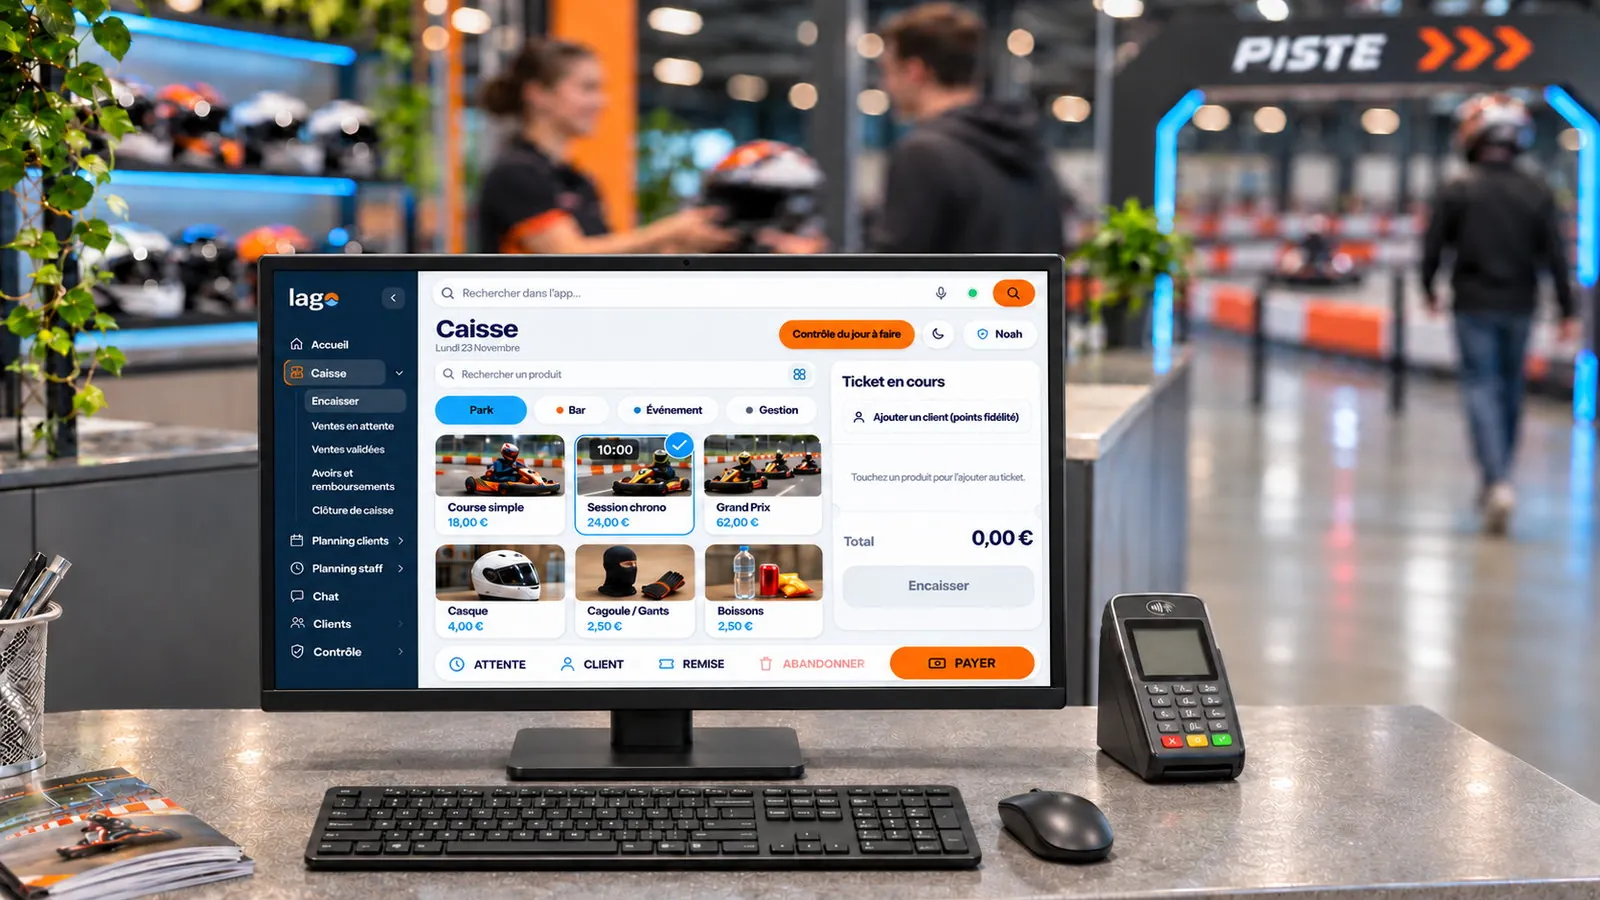 PISTE
lago
Rechercher dans l'app...
Caisse
Lundi 23 Novembre
Contrôle du jour à faire
Noah
Accueil
Caisse
Encaisser
Ventes en attente
Ventes validées
Avoirs et
remboursements
Clôture de caisse
Planning clients
Planning staff
Chat
Clients
Contrôle
Rechercher un produit
Park
Bar
Événement
Gestion
10:00
Course simple
18,00 €
Session chrono
24,00 €
Grand Prix
62,00 €
Casque
4,00 €
Cagoule / Gants
2,50 €
Boissons
2,50 €
Ticket en cours
Ajouter un client (points fidélité)
Touchez un produit pour l'ajouter au ticket.
Total
0,00 €
Encaisser
ATTENTE
CLIENT
REMISE
ABANDONNER
PAYER